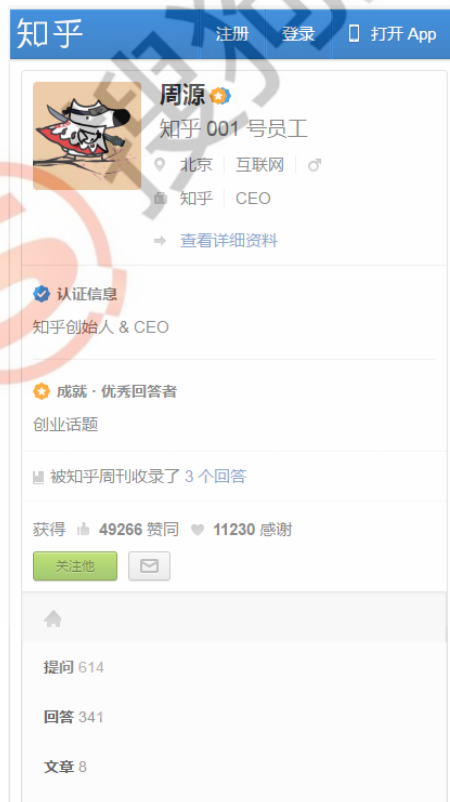 知乎 注册 登录 打开 App
周源
知乎 001 号员工
北京 互联网
知乎 CEO
查看详细资料
认证信息
知乎创始人 & CEO
成就 · 优秀回答者
创业话题
被知乎周刊收录了 3 个回答
获得 49266 赞同 11230 感谢
关注他
提问 614
回答 341
文章 8